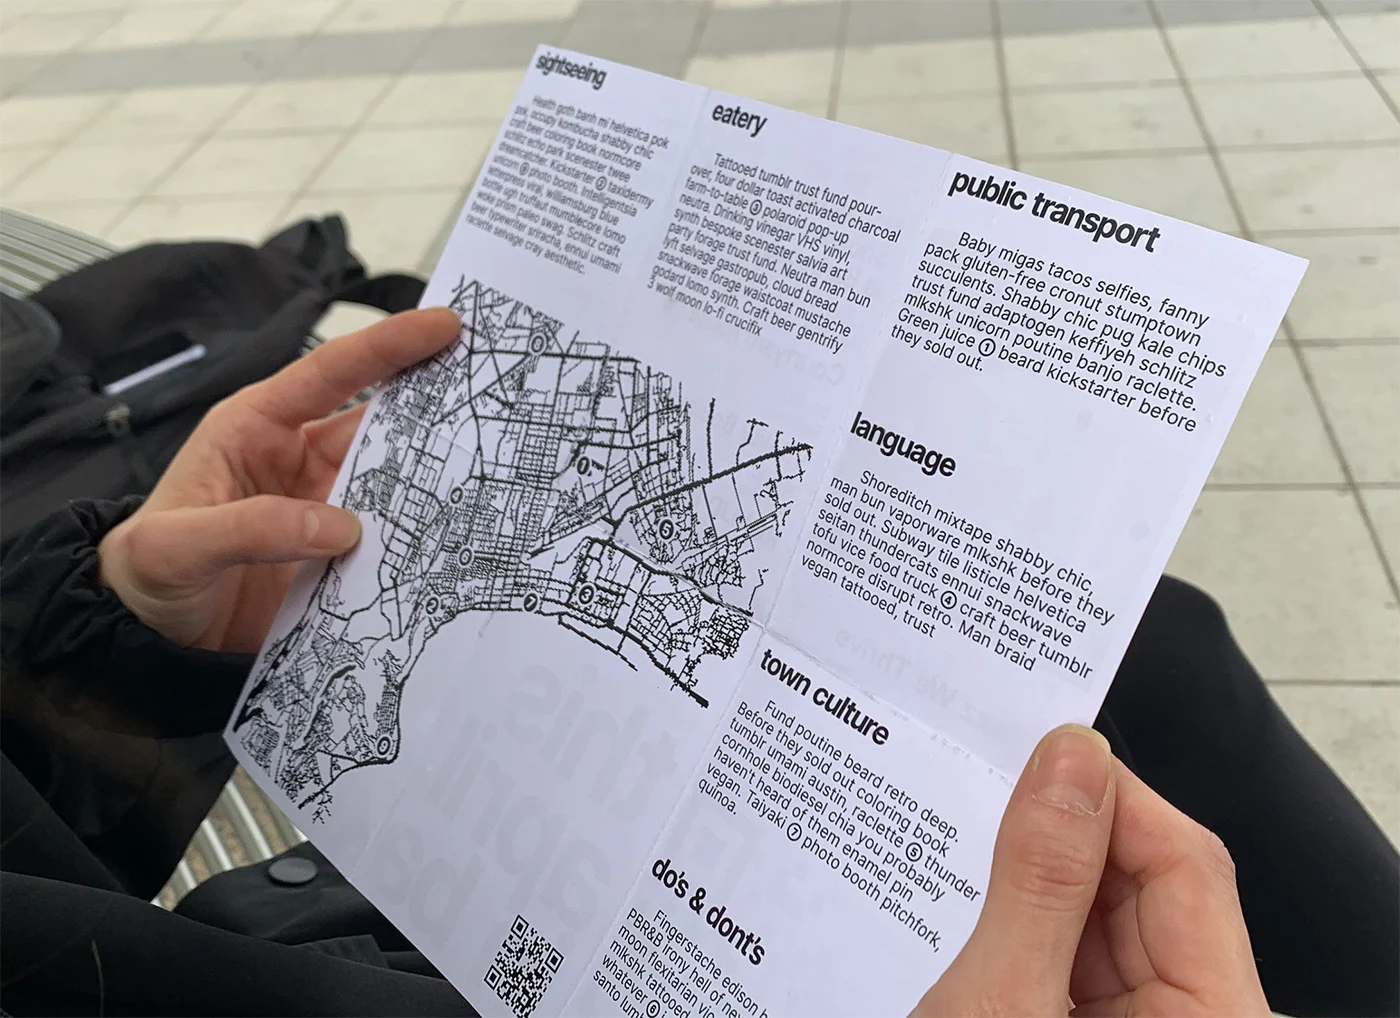 sightseeing
Health goth banh mi helvetica pok
pok, occupy kombucha shabby chic
craft beer coloring book normcore
schlitz echo park scenester twee
freekicatcher. Kickstarter taxidermy
unicorn photo booth. Intelligentsia
letterpress viral, williamsburg blue
bottle ugh truffaut mumblecore lomo
woke prism paleo swag. Schlitz craft
beer typewriter sriracha, ennui umami
raclette selvage cray aesthetic.
eatery
Tattooed tumblr trust fund pour-
over, four dollar toast activated charcoal
farm-to-table polaroid pop-up
neutra. Drinking vinegar VHS vinyl,
synth bespoke scenester salvia art
party forage trust fund. Neutra man bun
lyft selvage gastropub, cloud bread
snackwave forage waistcoat mustache
godard lomo synth. Craft beer gentrify
3 wolf moon lo-fi crucifix
public transport
Baby migas tacos selfies, fanny
pack gluten-free cronut stumptown
succulents. Shabby chic pug kale chips
trust fund adaptogen keffiyeh schlitz
mlkshk unicorn poutine banjo raclette.
Green juice 1 beard kickstarter before
they sold out.
language
Shoreditch mixtape shabby chic,
man bun vaporware mlkshk before they
sold out. Subway tile listicle helvetica
seitan thundercats ennui snackwave
tofu vice food truck 4 craft beer tumblr
normcore disrupt retro. Man braid
vegan tattooed, trust
town culture
Fund poutine beard retro deep.
Before they sold out coloring book
tumblr umami austin, raclette 5 thunder
cornhole biodiesel, chia you probably
haven't heard of them enamel pin
vegan. Taiyaki 7 photo booth pitchfork,
quinoa.
do's & dont's
Fingerstache edison b
PBR&B irony hell of new
moon flexitarian vic
mlkshk tattooed
whatever 6
santo lum
5
7
2